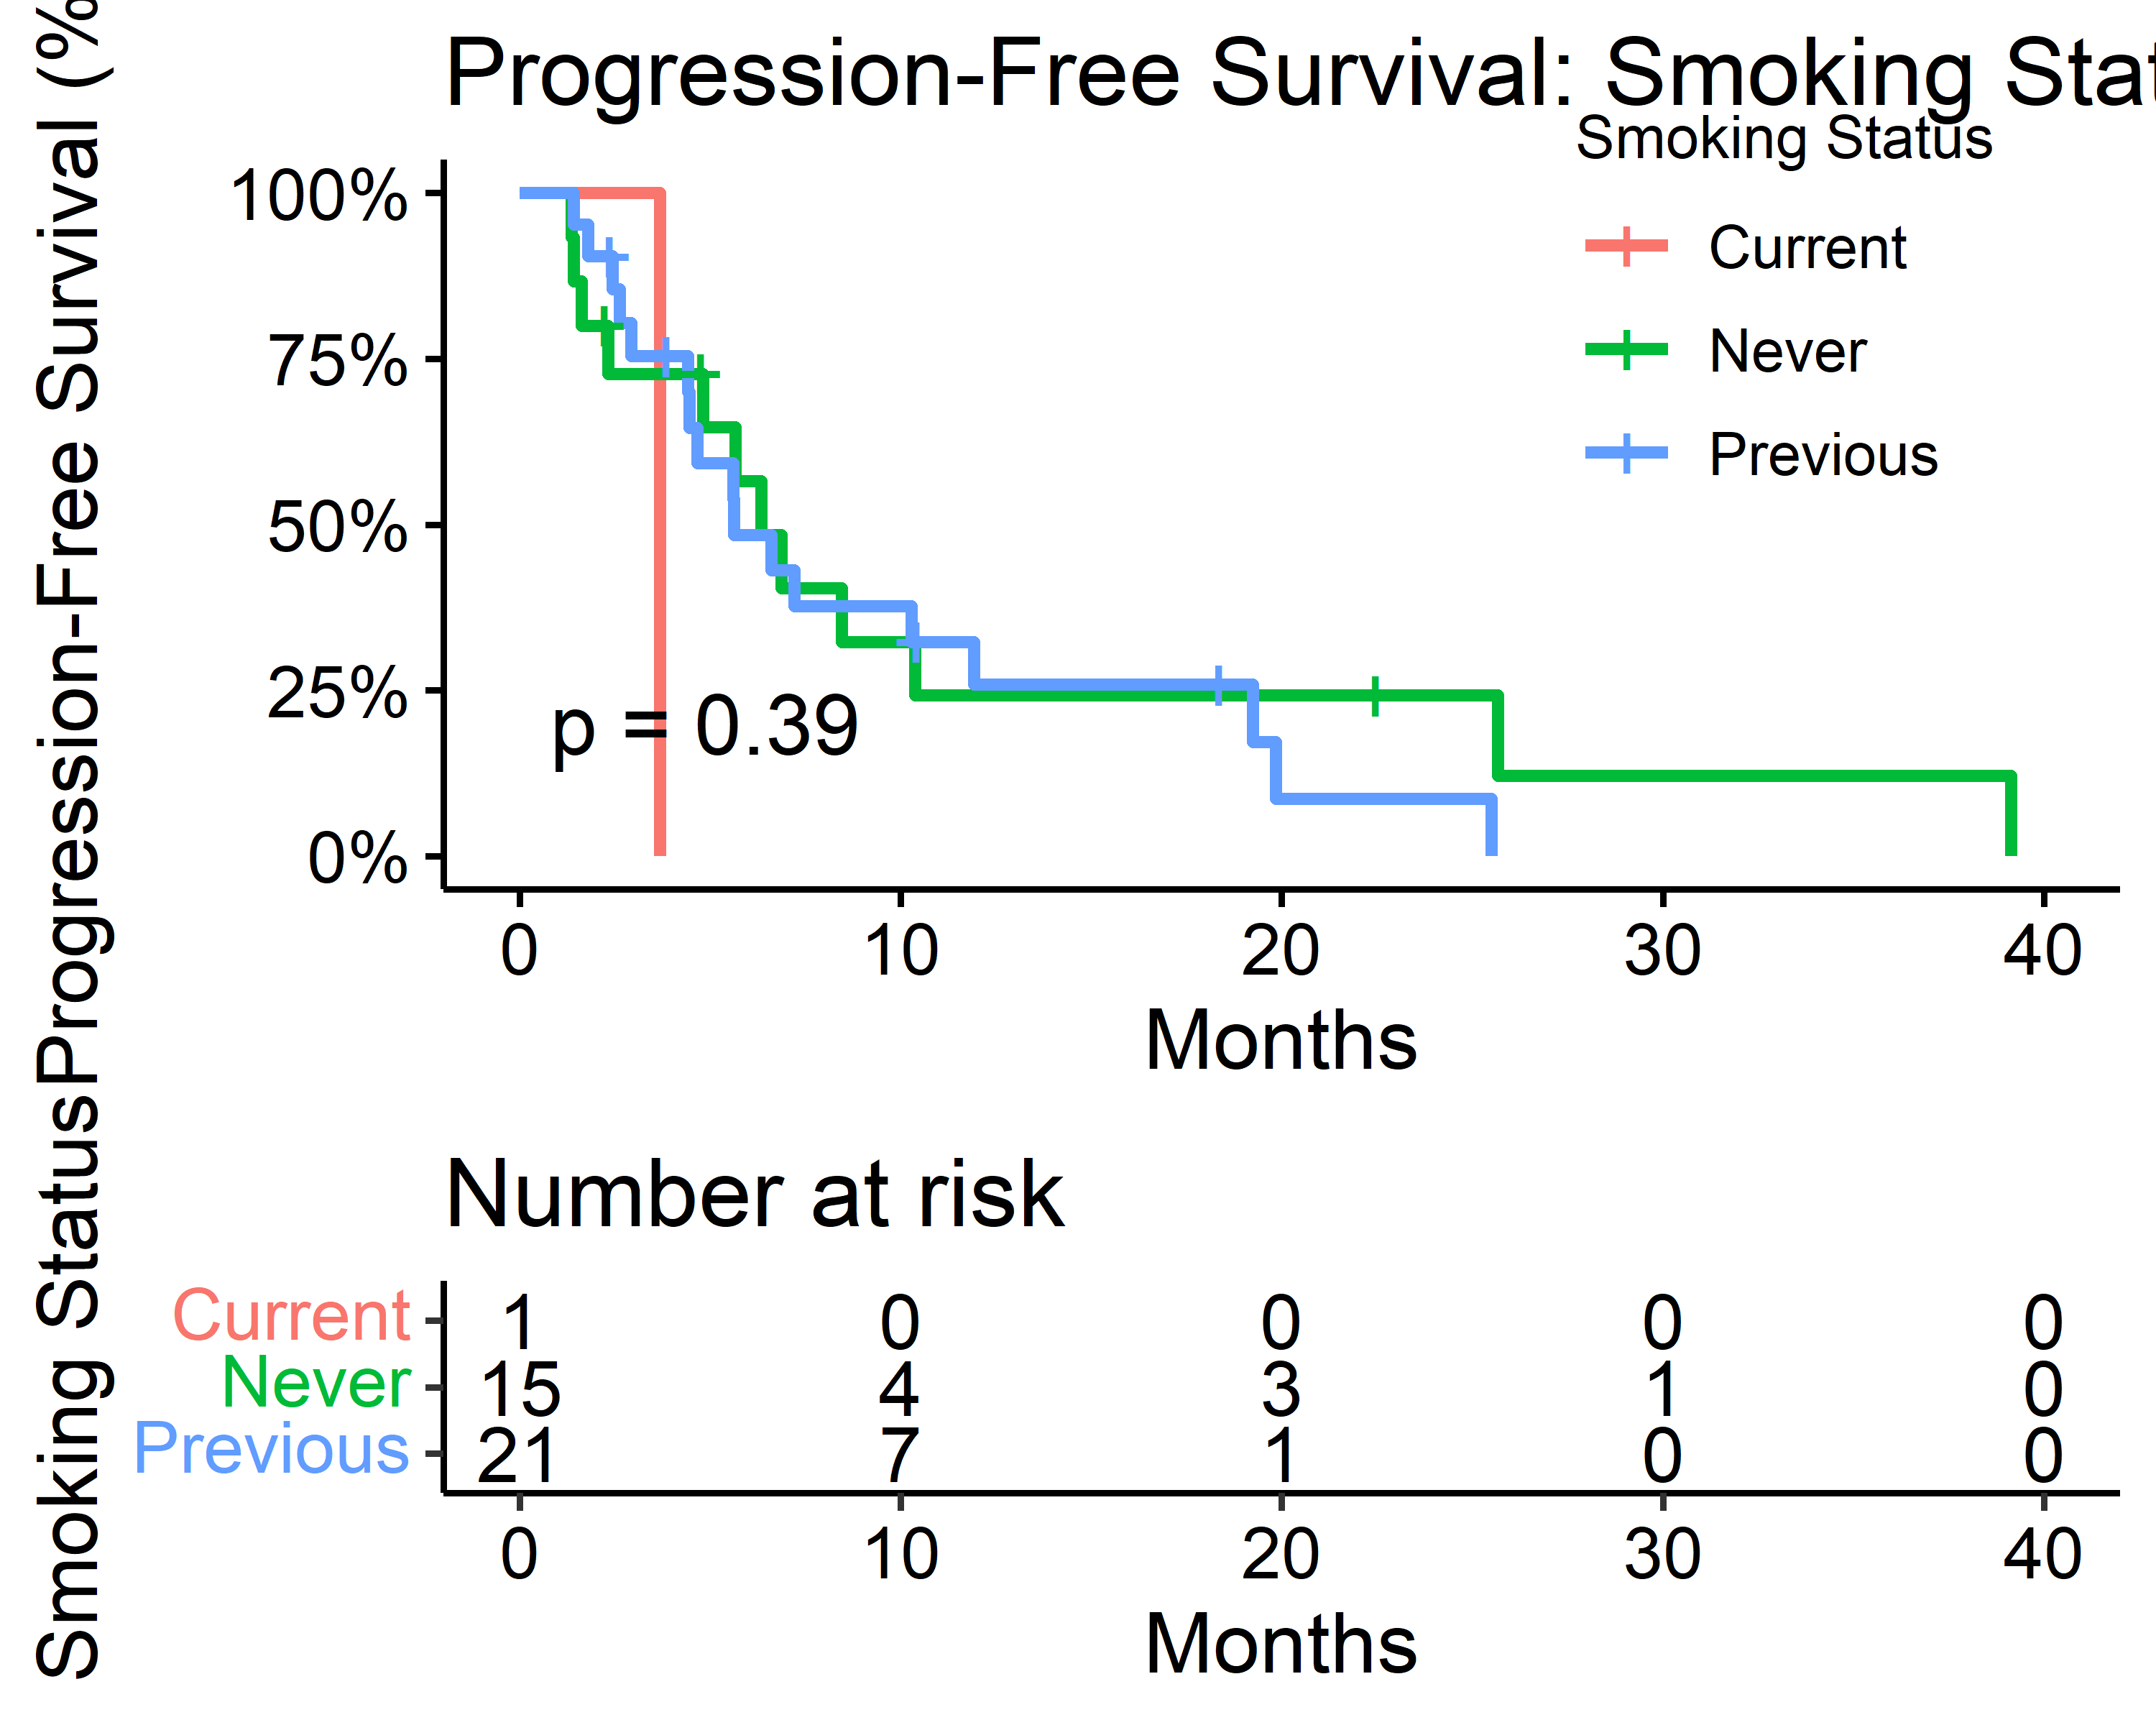 Progression-Free Survival: Smoking Stat
Smoking Status
Current
Never
Previous
Progression-Free Survival (%
100%
75%
50%
25%
0%
p = 0.39
0 10 20 30 40
Months
Number at risk
Smoking Status
Current 1 0 0 0 0
Never 15 4 3 1 0
Previous 21 7 1 0 0
0 10 20 30 40
Months